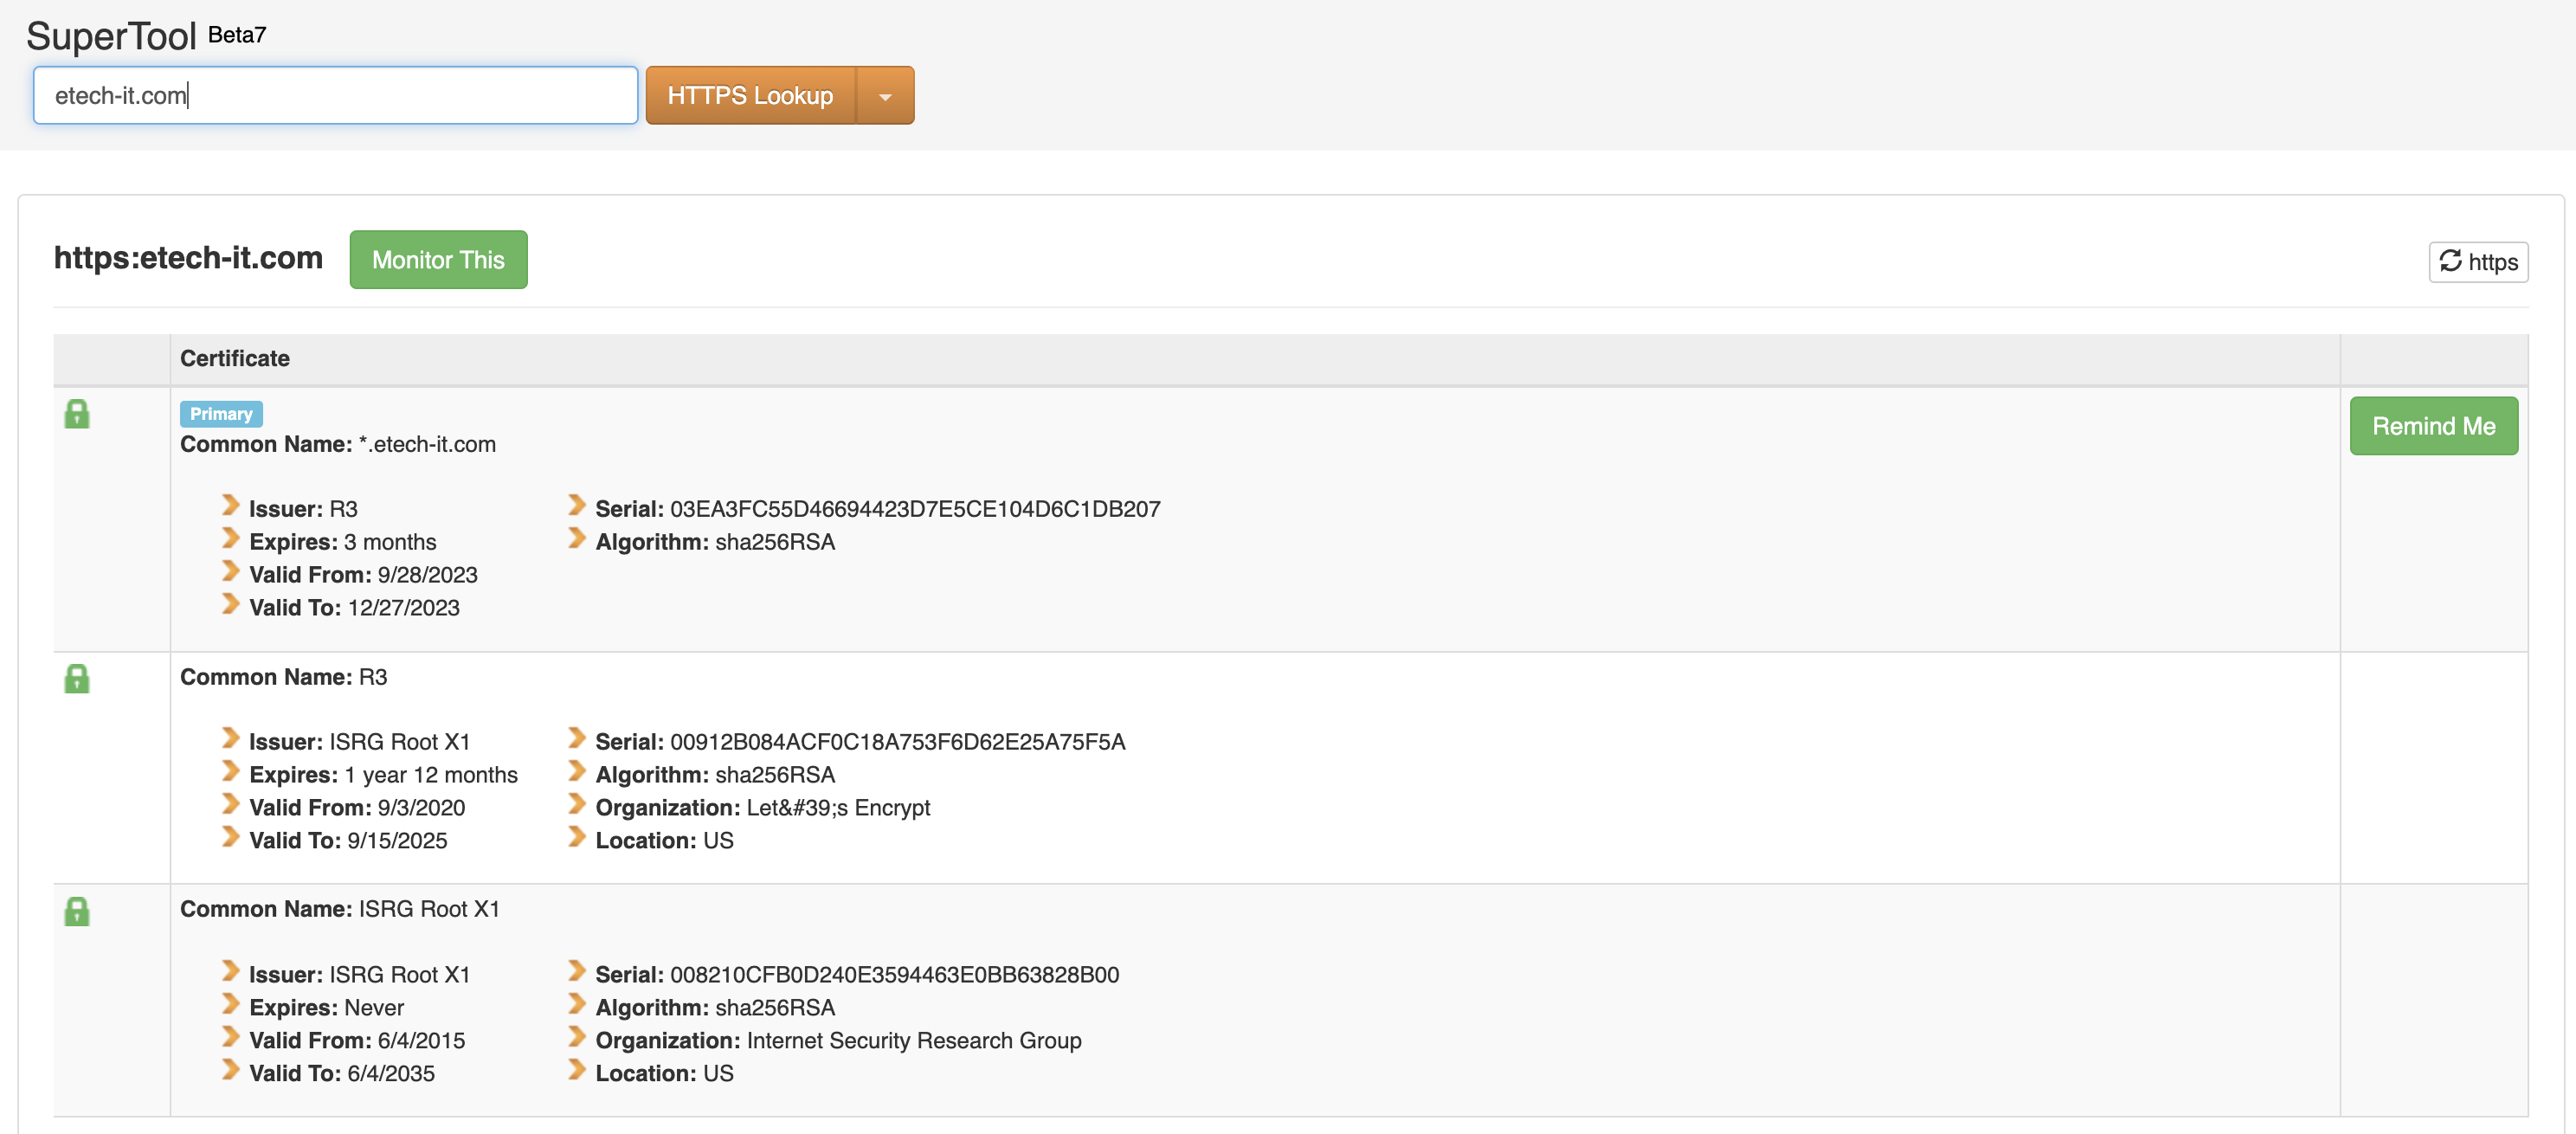 SuperTool Beta7
etech-it.com
HTTPS Lookup
https:etech-it.com
Monitor This
https
Certificate
Primary
Remind Me
Common Name: *.etech-it.com
Issuer: R3
Expires: 3 months
Valid From: 9/28/2023
Valid To: 12/27/2023
Serial: 03EA3FC55D46694423D7E5CE104D6C1DB207
Algorithm: sha256RSA
Common Name: R3
Issuer: ISRG Root X1
Expires: 1 year 12 months
Valid From: 9/3/2020
Valid To: 9/15/2025
Serial: 00912B084ACF0C18A753F6D62E25A75F5A
Algorithm: sha256RSA
Organization: Let&#39;s Encrypt
Location: US
Common Name: ISRG Root X1
Issuer: ISRG Root X1
Expires: Never
Valid From: 6/4/2015
Valid To: 6/4/2035
Serial: 008210CFB0D240E3594463E0BB63828B00
Algorithm: sha256RSA
Organization: Internet Security Research Group
Location: US